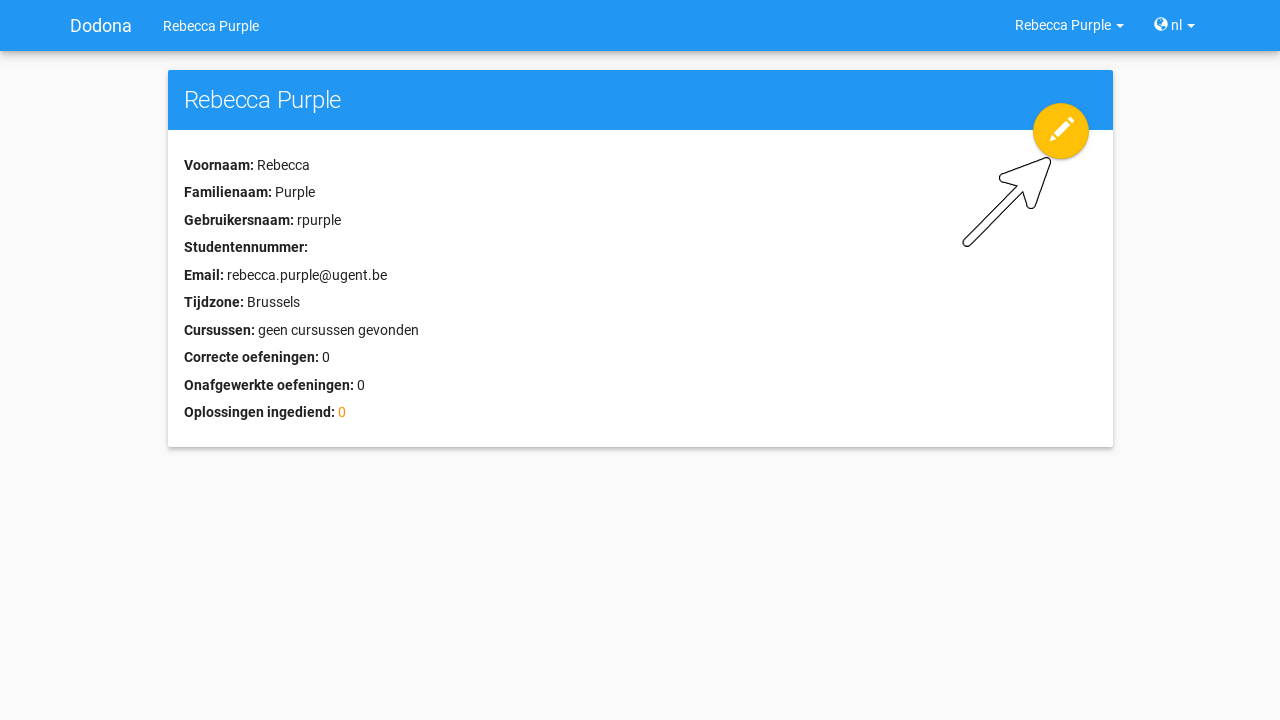 Dodona Rebecca Purple Rebecca Purple nl
Rebecca Purple
Voornaam: Rebecca
Familienaam: Purple
Gebruikersnaam: rpurple
Studentennummer:
Email: rebecca.purple@ugent.be
Tijdzone: Brussels
Cursussen: geen cursussen gevonden
Correcte oefeningen: 0
Onafgewerkte oefeningen: 0
Oplossingen ingediend: 0